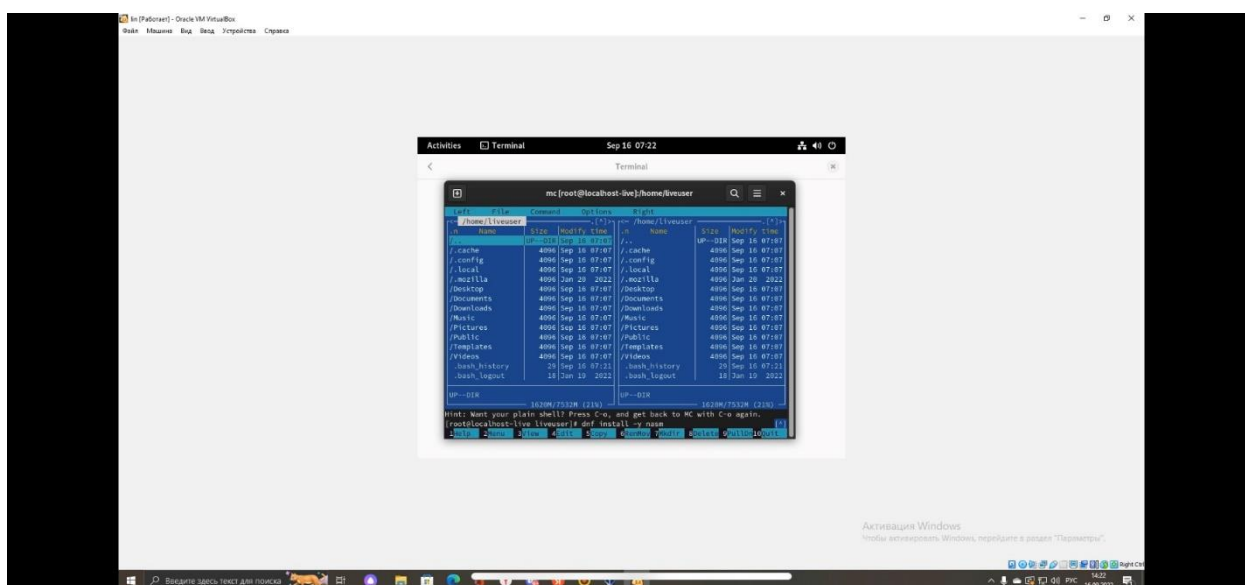 lin [Работает] - Oracle VM VirtualBox
Файл Машина Вид Ввод Устройства Справка
Activities Terminal Sep 16 07:22
Terminal
mc [root@localhost-live]:/home/liveuser
Left File Command Options Right
/home/liveuser .[^]> <- /home/liveuser .[^]>
.n Name Size Modify time .n Name Size Modify time
/.. UP--DIR Sep 16 07:07 /.. UP--DIR Sep 16 07:07
/.cache 4096 Sep 16 07:07 /.cache 4096 Sep 16 07:07
/.config 4096 Sep 16 07:07 /.config 4096 Sep 16 07:07
/.local 4096 Sep 16 07:07 /.local 4096 Sep 16 07:07
/.mozilla 4096 Jan 20 2022 /.mozilla 4096 Jan 20 2022
/Desktop 4096 Sep 16 07:07 /Desktop 4096 Sep 16 07:07
/Documents 4096 Sep 16 07:07 /Documents 4096 Sep 16 07:07
/Downloads 4096 Sep 16 07:07 /Downloads 4096 Sep 16 07:07
/Music 4096 Sep 16 07:07 /Music 4096 Sep 16 07:07
/Pictures 4096 Sep 16 07:07 /Pictures 4096 Sep 16 07:07
/Public 4096 Sep 16 07:07 /Public 4096 Sep 16 07:07
/Templates 4096 Sep 16 07:07 /Templates 4096 Sep 16 07:07
/Videos 4096 Sep 16 07:07 /Videos 4096 Sep 16 07:07
.bash_history 29 Sep 16 07:21 .bash_history 29 Sep 16 07:21
.bash_logout 18 Jan 19 2022 .bash_logout 18 Jan 19 2022
UP--DIR UP--DIR
1620M/7532M (21%) 1620M/7532M (21%)
Hint: Want your plain shell? Press C-o, and get back to MC with C-o again.
[root@localhost-live liveuser]# dnf install -y nasm [^]
1Help 2Menu 3View 4Edit 5Copy 6RenMov 7Mkdir 8Delete 9PullDn 10Quit
Активация Windows
Чтобы активировать Windows, перейдите в раздел "Параметры".
Right Ctrl
Введите здесь текст для поиска
РУС 14:22
16.09.2022